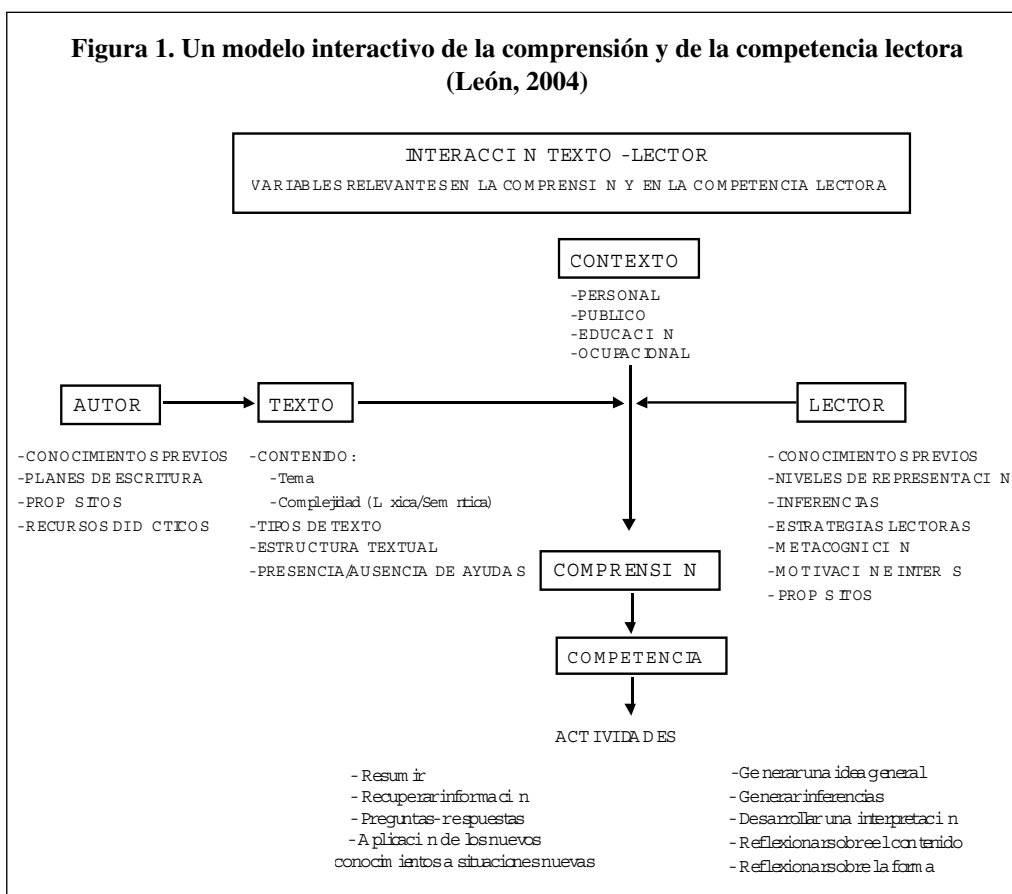 Figura 1. Un modelo interactivo de la comprensión y de la competencia lectora
(León, 2004)
INTERACCI N TEXTO -LECTOR
VARIABLES RELEVANTES EN LA COMPRENSI N Y EN LA COMPETENCIA LECTORA
CONTEXTO
-PERSONAL
-PUBLICO
-EDUCACI N
-OCUPACIONAL
AUTOR
-CONOCIMIENTOS PREVIOS
-PLANES DE ESCRITURA
-PROP SITOS
-RECURSOS DID CTICOS
TEXTO
-CONTENIDO:
-Tema
-Complejidad (L xica/Sem ntica)
-TIPOS DE TEXTO
-ESTRUCTURA TEXTUAL
-PRESENCIA/AUSENCIA DE AYUDAS
LECTOR
-CONOCIMIENTOS PREVIOS
-NIVELES DE REPRESENTACI N
-INFERENCIAS
-ESTRATEGIAS LECTORAS
-METACOGNICI N
-MOTIVACI N E INTER S
-PROP SITOS
COMPRENSI N
COMPETENCIA
ACTIVIDADES
-Resumir
-Recuperar informaci n
-Preguntas-respuestas
-Aplicaci n de los nuevos
conocimientos a situaciones nuevas
-Generar una idea general
-Generar inferencias
-Desarrollar una interpretaci n
-Reflexionar sobre el contenido
-Reflexionar sobre la forma